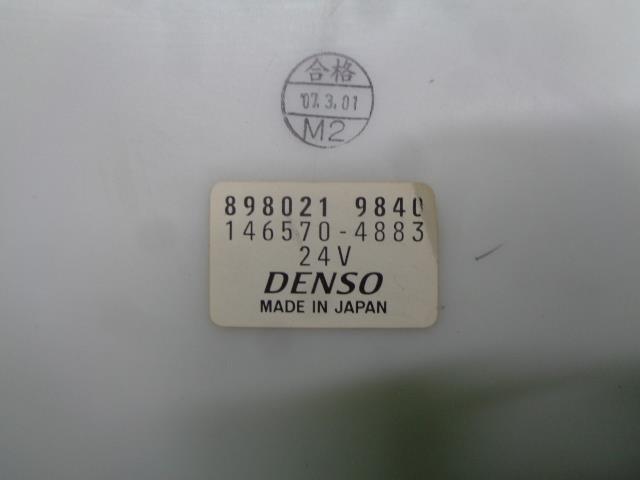 合格
'07.3.01
M2
898021 9840
146570-4883
24V
DENSO
MADE IN JAPAN